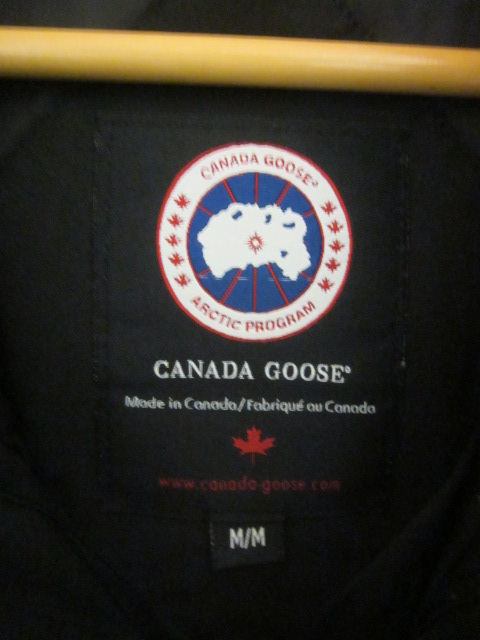 CANADA GOOSE®
ARCTIC PROGRAM
CANADA GOOSE®
Made in Canada/Fabriqué au Canada
www.canada-goose.com
M/M